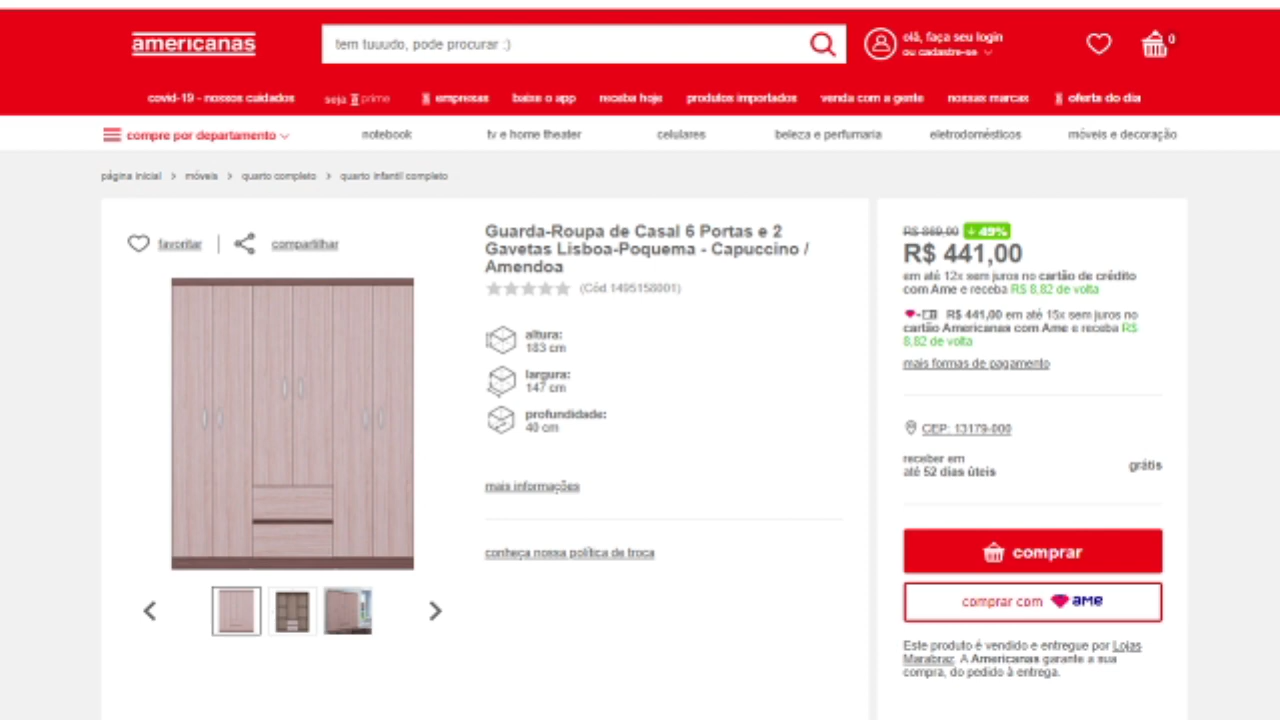 americanas
tem tuuudo, pode procurar :)
olá, faça seu login
ou cadastre-se
0
covid-19 - nossos cuidados
seja prime
empresas
baixe o app
receba hoje
produtos importados
venda com a gente
nossas marcas
oferta do dia
compre por departamento
notebook
tv e home theater
celulares
beleza e perfumaria
eletrodomésticos
móveis e decoração
página inicial > móveis > quarto completo > quarto infantil completo
favoritar
compartilhar
Guarda-Roupa de Casal 6 Portas e 2
Gavetas Lisboa-Poquema - Capuccino /
Amendoa
(Cód 1495158001)
altura:
183 cm
largura:
147 cm
profundidade:
40 cm
mais informações
conheça nossa política de troca
R$ 869,00 49%
R$ 441,00
em até 12x sem juros no cartão de crédito
com Ame e receba R$ 8,82 de volta
R$ 441,00 em até 15x sem juros no
cartão Americanas com Ame e receba R$
8,82 de volta
mais formas de pagamento
CEP: 13179-000
receber em
até 52 dias úteis
grátis
comprar
comprar com ame
Este produto é vendido e entregue por Lojas
Marabraz. A Americanas garante a sua
compra, do pedido à entrega.